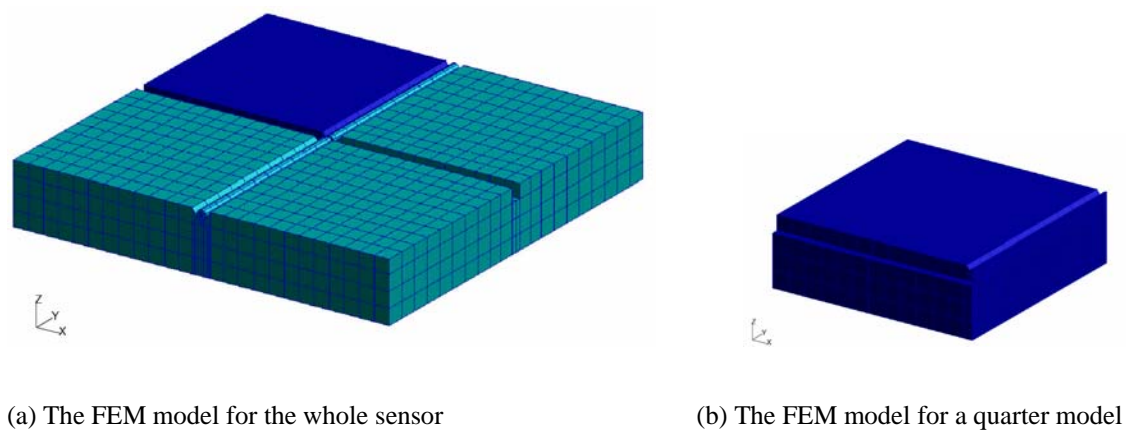 Z
Y
X
Z
Y
X
(a) The FEM model for the whole sensor
(b) The FEM model for a quarter model